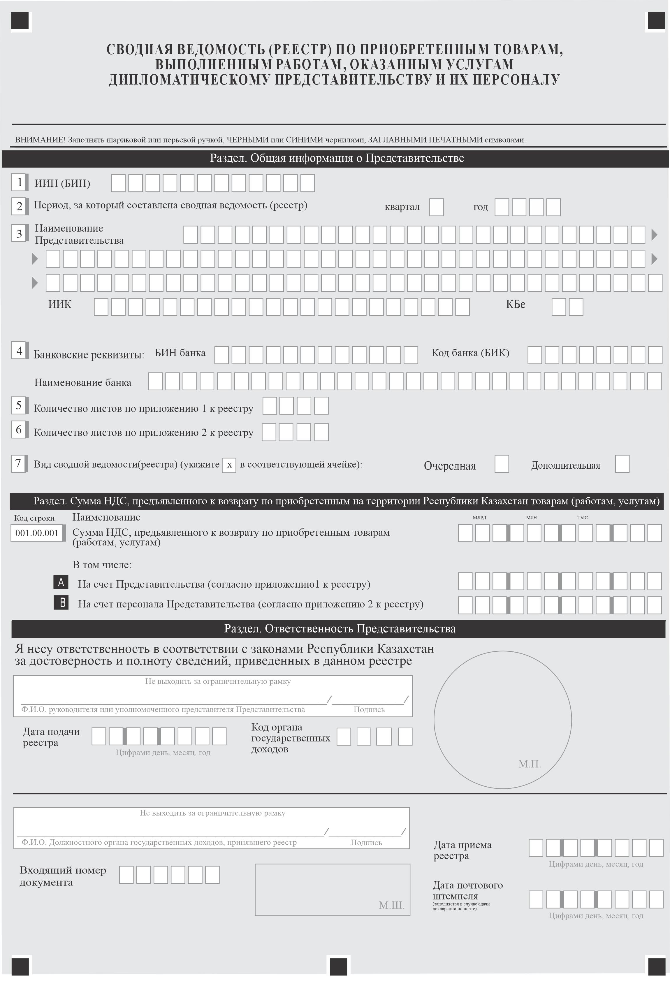 СВОДНАЯ ВЕДОМОСТЬ (РЕЕСТР) ПО ПРИОБРЕТЕННЫМ ТОВАРАМ,
ВЫПОЛНЕННЫМ РАБОТАМ, ОКАЗАННЫМ УСЛУГАМ
ДИПЛОМАТИЧЕСКОМУ ПРЕДСТАВИТЕЛЬСТВУ И ИХ ПЕРСОНАЛУ
ВНИМАНИЕ! Заполнять шариковой или перьевой ручкой, ЧЕРНЫМИ или СИНИМИ чернилами, ЗАГЛАВНЫМИ ПЕЧАТНЫМИ символами.
Раздел. Общая информация о Представительстве
1 ИИН (БИН)
2 Период, за который составлена сводная ведомость (реестр) квартал год
3 Наименование
Представительства
ИИК КБе
4 Банковские реквизиты: БИН банка Код банка (БИК)
Наименование банка
5 Количество листов по приложению 1 к реестру
6 Количество листов по приложению 2 к реестру
7 Вид сводной ведомости(реестра) (укажите х в соответствующей ячейке): Очередная Дополнительная
Раздел. Сумма НДС, предъявленного к возврату по приобретенным на территории Республики Казахстан товарам (работам, услугам)
Код строки Наименование МЛРД. МЛН. ТЫС.
001.00.001 Сумма НДС, предьявленного к возврату по приобретенным товарам
(работам, услугам)
В том числе:
A На счет Представительства (согласно приложению1 к реестру)
B На счет персонала Представительства (согласно приложению 2 к реестру)
Раздел. Ответственность Представительства
Я несу ответственность в соответствии с законами Республики Казахстан
за достоверность и полноту сведений, приведенных в данном реестре
Не выходить за ограничительную рамку
/ /
Ф.И.О. руководителя или уполномоченного представителя Представительства Подпись
Дата подачи
реестра
Цифрами день, месяц, год
Код органа
государственных
доходов
М.П.
Не выходить за ограничительную рамку
/ /
Ф.И.О. Должностного органа государственных доходов, принявшего реестр Подпись
Дата приема
реестра
Цифрами день, месяц, год
Входящий номер
документа
М.Ш.
Дата почтового
штемпеля
(заполняется в случае сдачи
декларации по почте)
Цифрами день, месяц, год